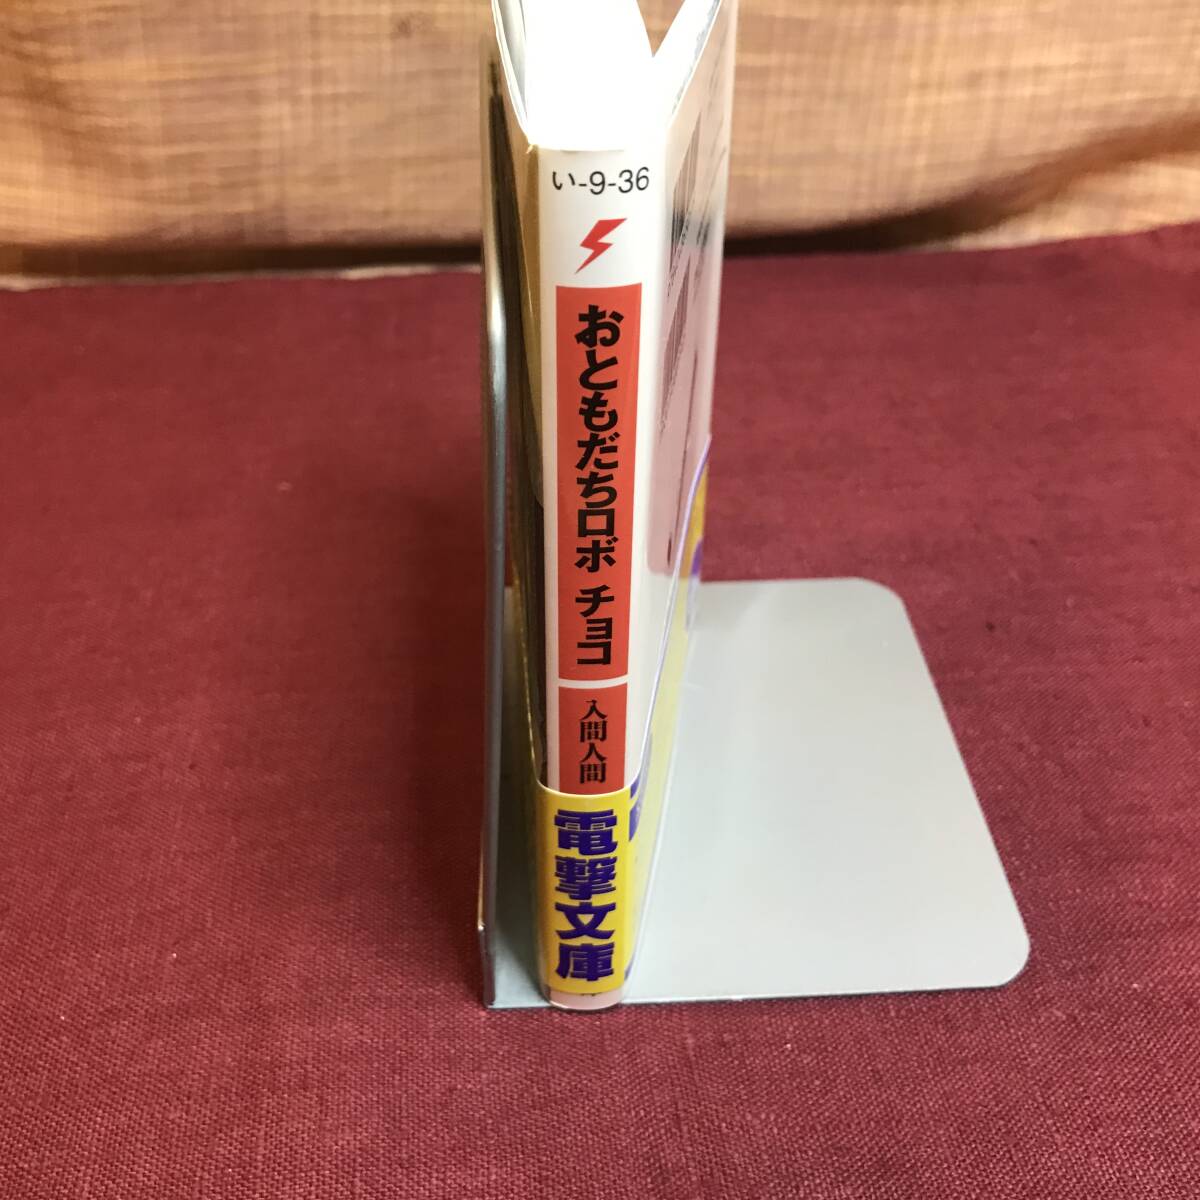 い-9-36
おともだちロボ チョコ
入間人間
電撃文庫